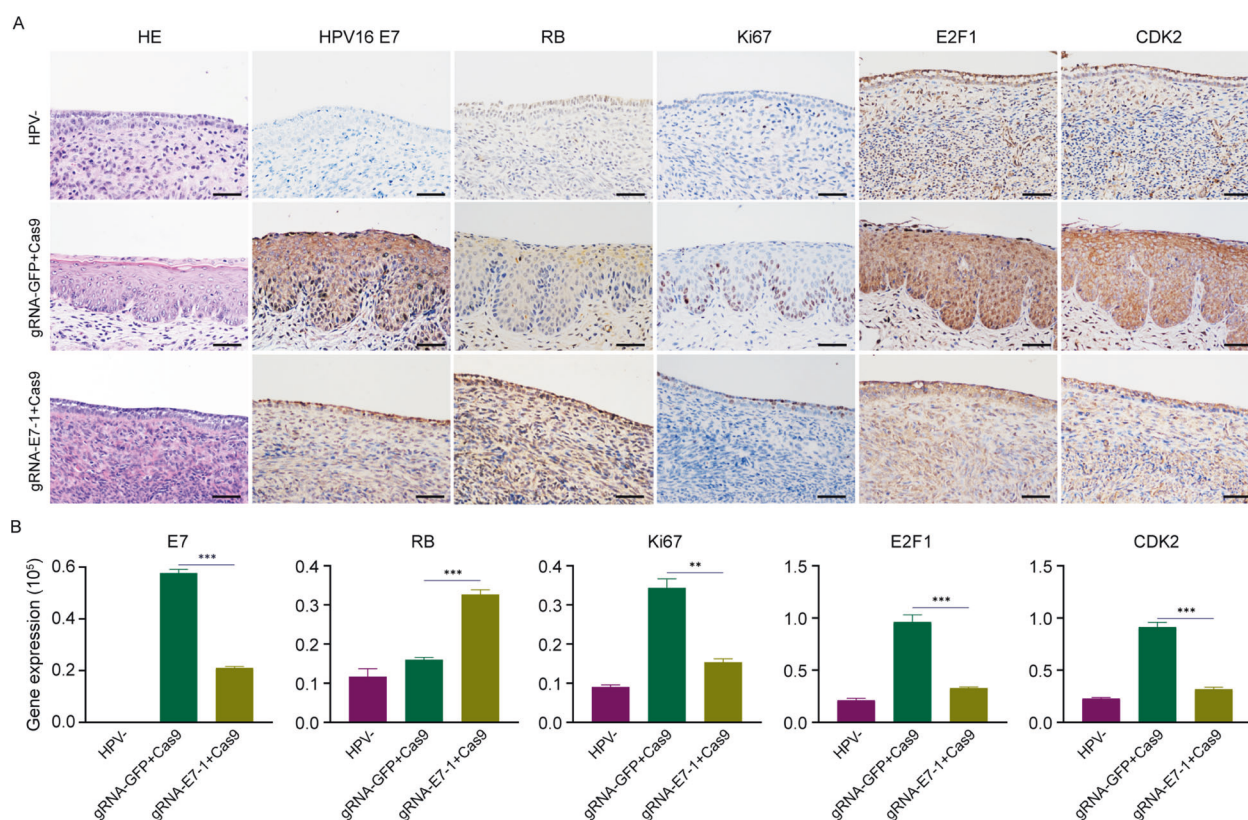 A
HE HPV16 E7 RB Ki67 E2F1 CDK2
HPV-
gRNA-GFP+Cas9
gRNA-E7-1+Cas9
B
E7 RB Ki67 E2F1 CDK2
Gene expression (10⁵)
0.6
0.4
0.2
0.0
***
HPV-
gRNA-GFP+Cas9
gRNA-E7-1+Cas9
0.4
0.3
0.2
0.1
0.0
***
HPV-
gRNA-GFP+Cas9
gRNA-E7-1+Cas9
0.4
0.3
0.2
0.1
0.0
**
HPV-
gRNA-GFP+Cas9
gRNA-E7-1+Cas9
1.5
1.0
0.5
0.0
***
HPV-
gRNA-GFP+Cas9
gRNA-E7-1+Cas9
1.5
1.0
0.5
0.0
***
HPV-
gRNA-GFP+Cas9
gRNA-E7-1+Cas9